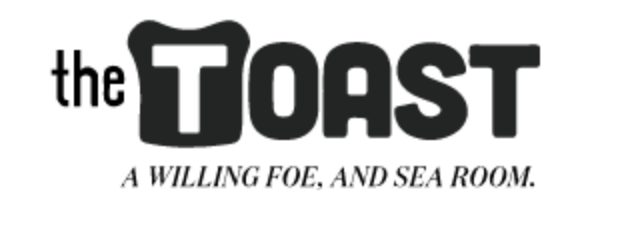 the TOAST
A WILLING FOE, AND SEA ROOM.